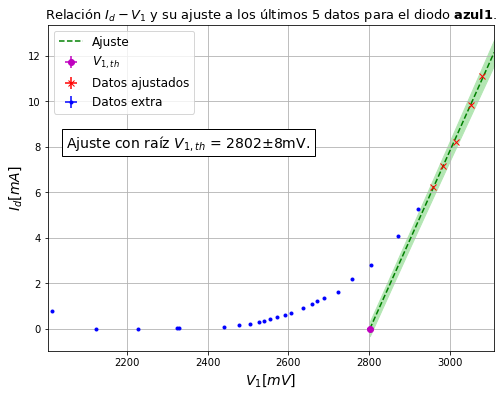 Relación I_d − V_1 y su ajuste a los últimos 5 datos para el diodo azul1.
Ajuste
V_{1,th}
Datos ajustados
Datos extra
Ajuste con raíz V_{1,th} = 2802±8mV.
I_d[mA]
12
10
8
6
4
2
0
2200
2400
2600
2800
3000
V_1[mV]